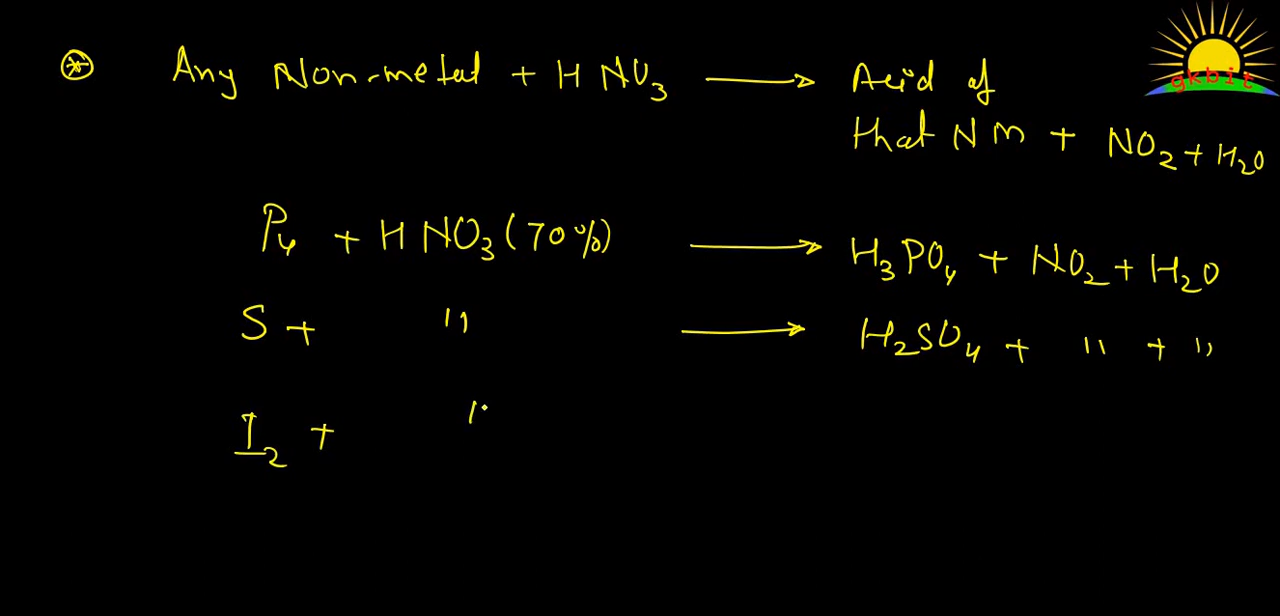 gkbit
⊛ Any Non-metal + HNO₃ ⟶ Acid of
that NM + NO₂ + H₂O
P₄ + HNO₃ (70%) ⟶ H₃PO₄ + NO₂ + H₂O
S + " ⟶ H₂SO₄ + " + "
I₂ + "